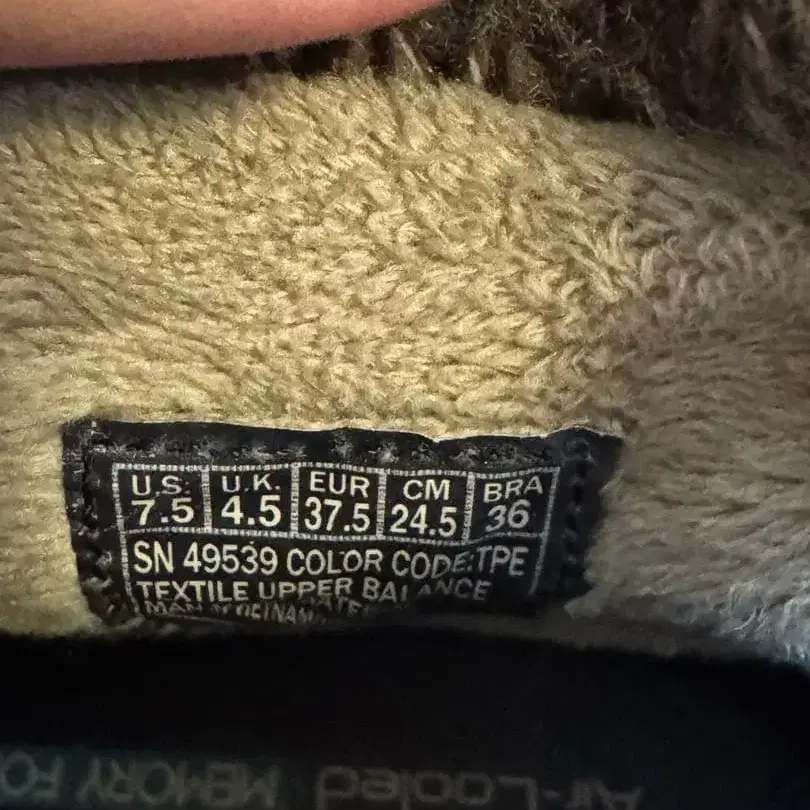 U.S. U.K. EUR CM BRA
7.5 4.5 37.5 24.5 36
SN 49539 COLOR CODE:TPE
TEXTILE UPPER BALANCE
Air-Cooled MEMORY FO